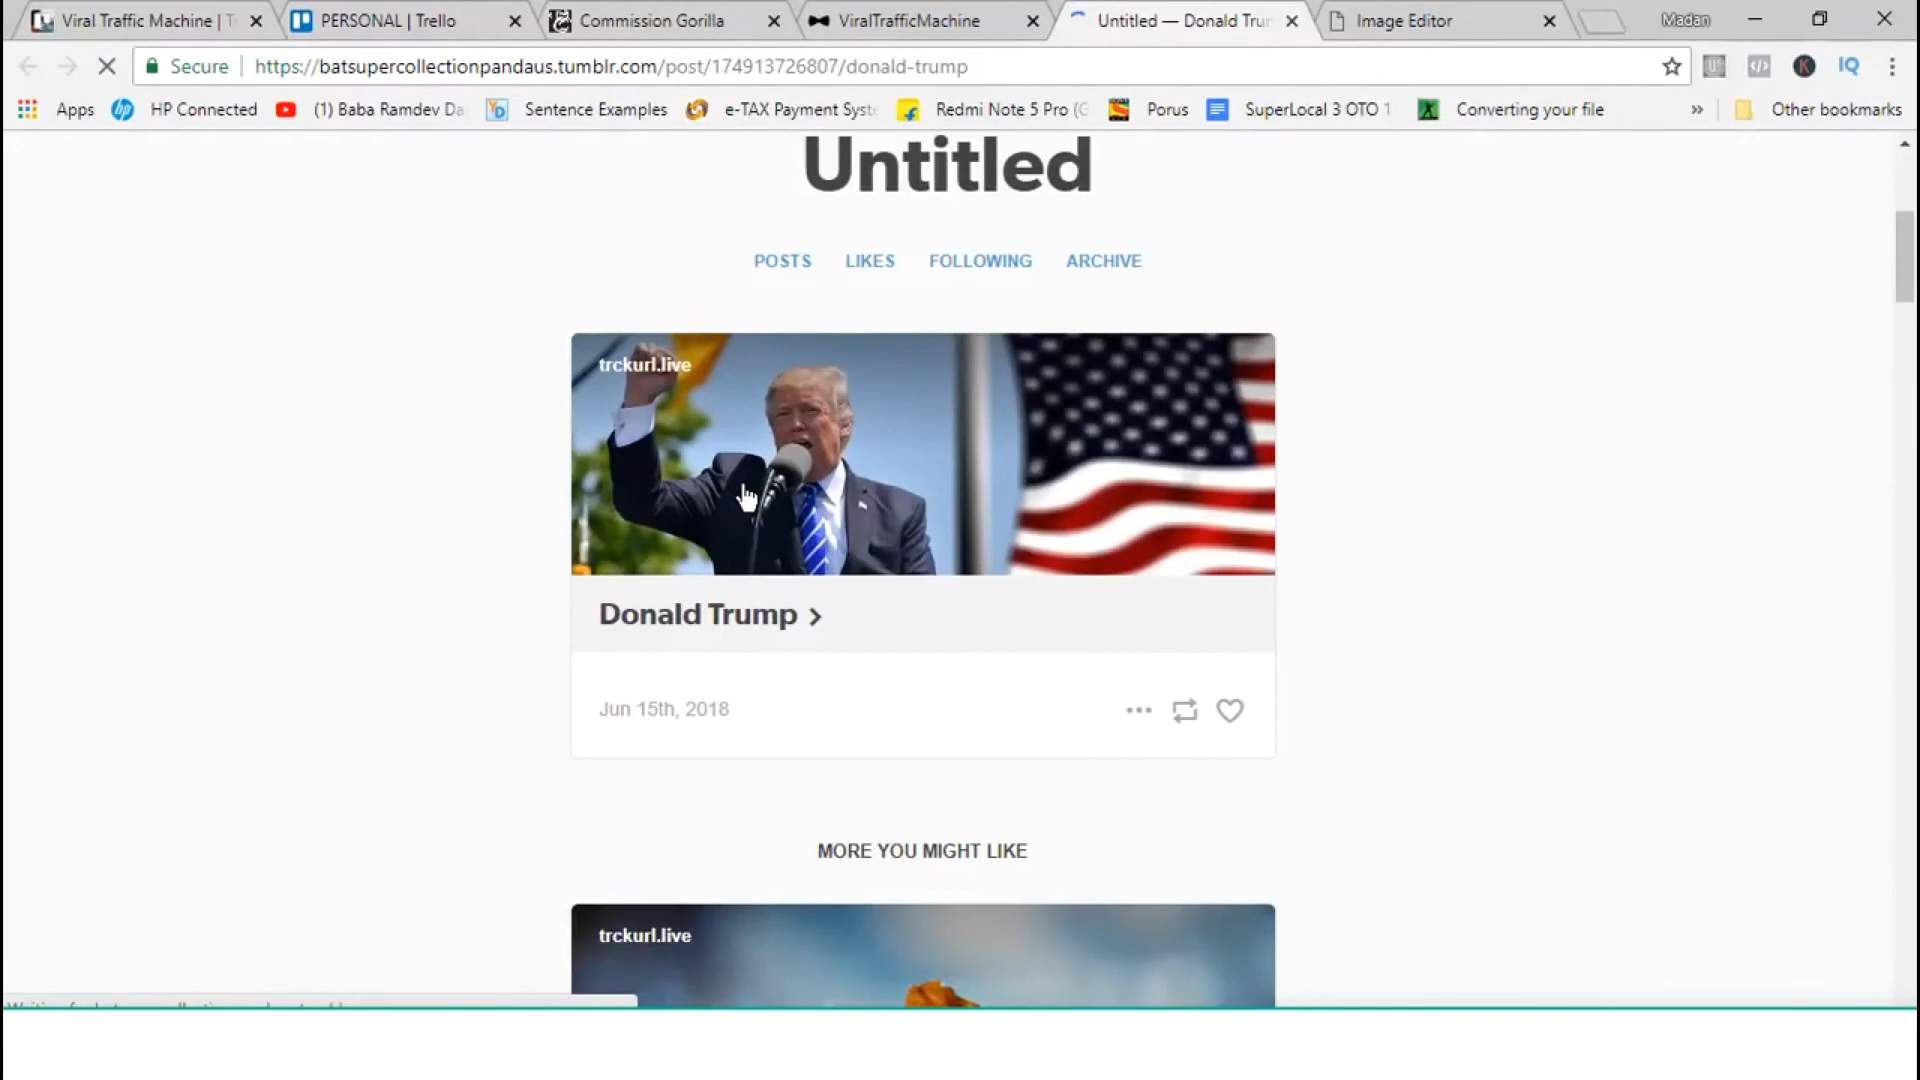 Viral Traffic Machine | T
PERSONAL | Trello
Commission Gorilla
ViralTrafficMachine
Untitled — Donald Trum
Image Editor
Madan
Secure
https://batsupercollectionpandaus.tumblr.com/post/174913726807/donald-trump
IQ
Apps
HP Connected
(1) Baba Ramdev Da
Sentence Examples
e-TAX Payment Syste
Redmi Note 5 Pro (G
Porus
SuperLocal 3 OTO 1
Converting your file
»
Other bookmarks
Untitled
POSTS
LIKES
FOLLOWING
ARCHIVE
trckurl.live
Donald Trump >
Jun 15th, 2018
MORE YOU MIGHT LIKE
trckurl.live